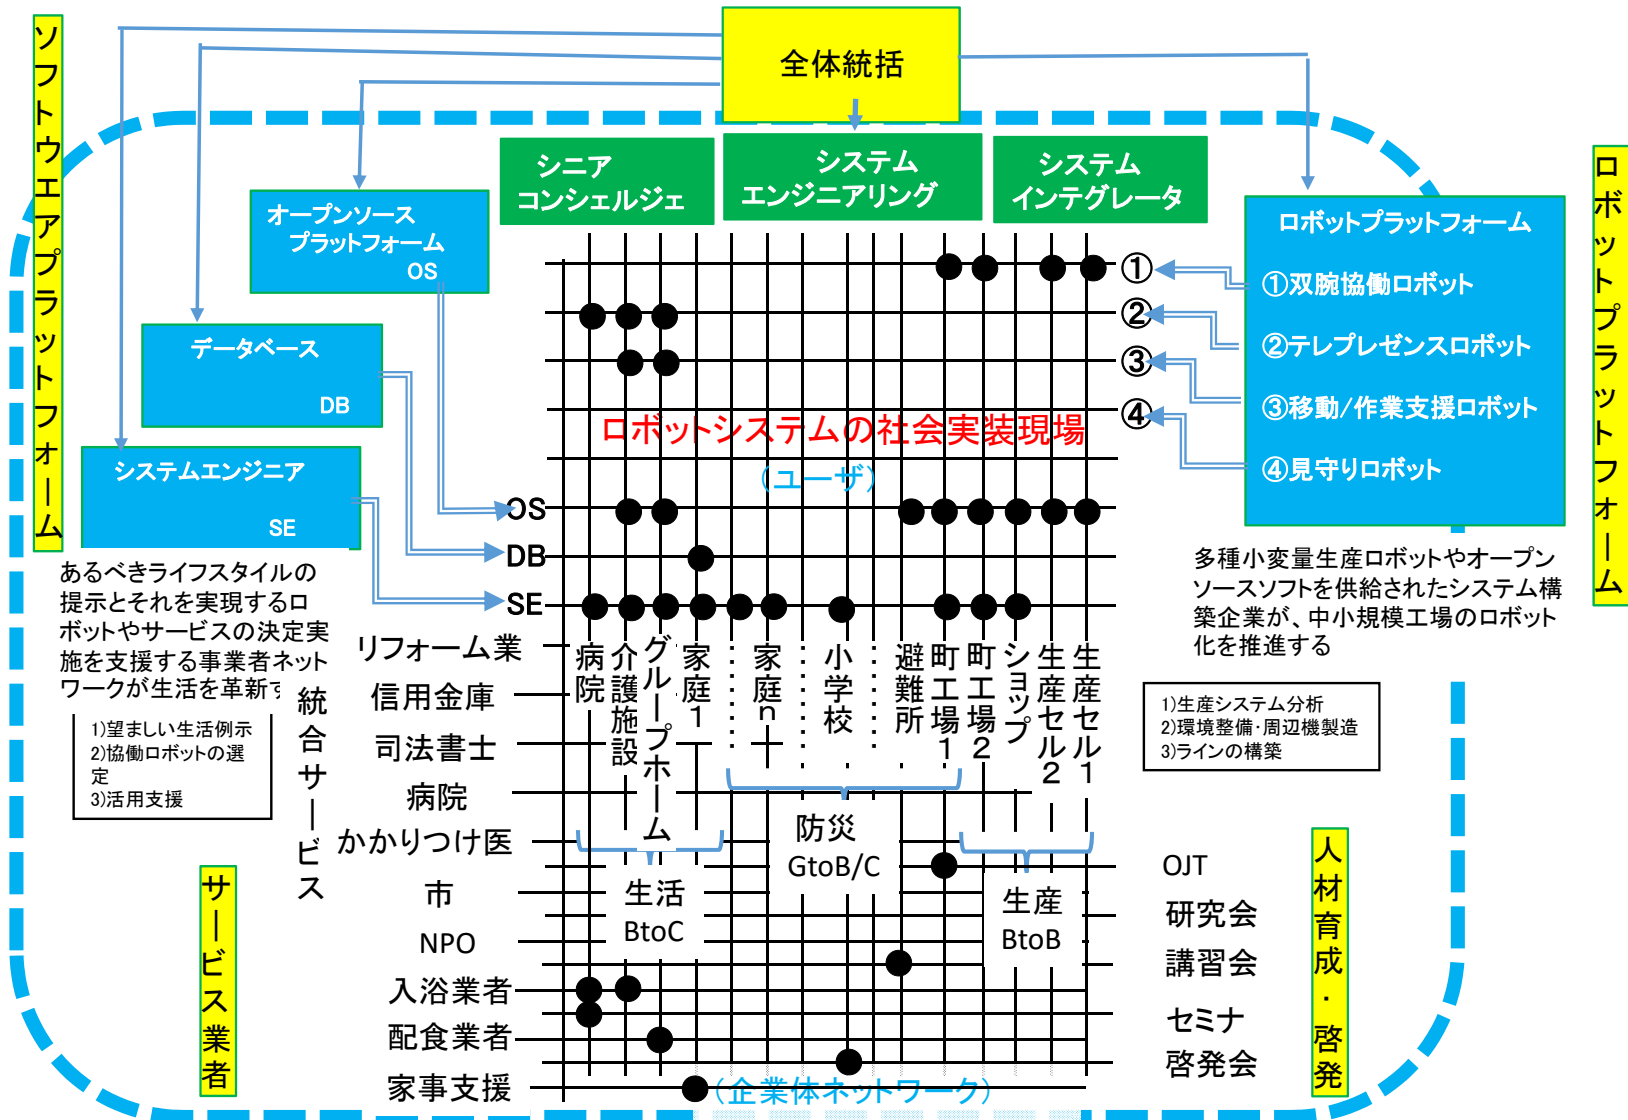 全体統括
ソフトウエアプラットフォーム
ロボットプラットフォーム
シニア
コンシェルジェ
システム
エンジニアリング
システム
インテグレータ
オープンソース
プラットフォーム
OS
データベース
DB
システムエンジニア
SE
ロボットプラットフォーム
①双腕協働ロボット
②テレプレゼンスロボット
③移動/作業支援ロボット
④見守りロボット
①
②
③
④
ロボットシステムの社会実装現場
(ユーザ)
OS
DB
SE
あるべきライフスタイルの
提示とそれを実現するロ
ボットやサービスの決定実
施を支援する事業者ネット
ワークが生活を革新す
1)望ましい生活例示
2)協働ロボットの選
定
3)活用支援
統合サービス
多種小変量生産ロボットやオープン
ソースソフトを供給されたシステム構
築企業が、中小規模工場のロボット
化を推進する
1)生産システム分析
2)環境整備・周辺機製造
3)ラインの構築
リフォーム業
信用金庫
司法書士
病院
かかりつけ医
市
NPO
入浴業者
配食業者
家事支援
病院
介護施設
グループホーム
家庭1
・・・・・
家庭n
・・・・・
小学校
・・・・・
避難所
町工場1
町工場2
ショップ
生産セル2
生産セル1
生活
BtoC
防災
GtoB/C
生産
BtoB
OJT
研究会
講習会
セミナ
啓発会
サービス業者
人材育成・啓発
(企業体ネットワーク)